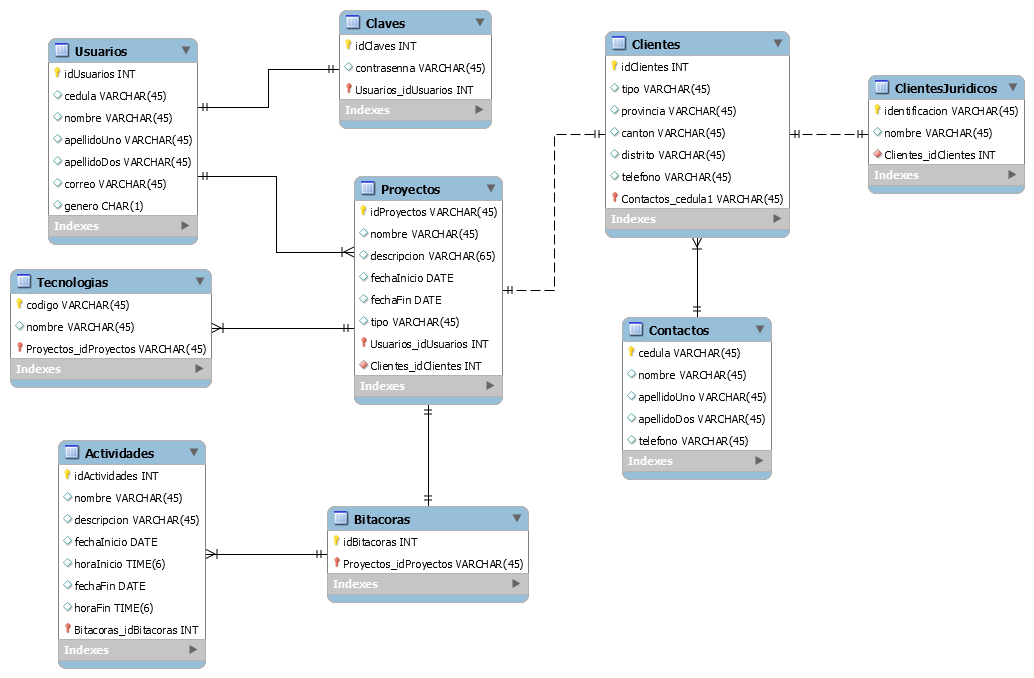 Usuarios
idUsuarios INT
cedula VARCHAR(45)
nombre VARCHAR(45)
apellidoUno VARCHAR(45)
apellidoDos VARCHAR(45)
correo VARCHAR(45)
genero CHAR(1)
Indexes
Claves
idClaves INT
contrasenna VARCHAR(45)
Usuarios_idUsuarios INT
Indexes
Clientes
idClientes INT
tipo VARCHAR(45)
provincia VARCHAR(45)
canton VARCHAR(45)
distrito VARCHAR(45)
telefono VARCHAR(45)
Contactos_cedula1 VARCHAR(45)
Indexes
ClientesJuridicos
identificacion VARCHAR(45)
nombre VARCHAR(45)
Clientes_idClientes INT
Indexes
Proyectos
idProyectos VARCHAR(45)
nombre VARCHAR(45)
descripcion VARCHAR(65)
fechaInicio DATE
fechaFin DATE
tipo VARCHAR(45)
Usuarios_idUsuarios INT
Clientes_idClientes INT
Indexes
Tecnologias
codigo VARCHAR(45)
nombre VARCHAR(45)
Proyectos_idProyectos VARCHAR(45)
Indexes
Contactos
cedula VARCHAR(45)
nombre VARCHAR(45)
apellidoUno VARCHAR(45)
apellidoDos VARCHAR(45)
telefono VARCHAR(45)
Indexes
Actividades
idActividades INT
nombre VARCHAR(45)
descripcion VARCHAR(45)
fechaInicio DATE
horaInicio TIME(6)
fechaFin DATE
horaFin TIME(6)
Bitacoras_idBitacoras INT
Indexes
Bitacoras
idBitacoras INT
Proyectos_idProyectos VARCHAR(45)
Indexes